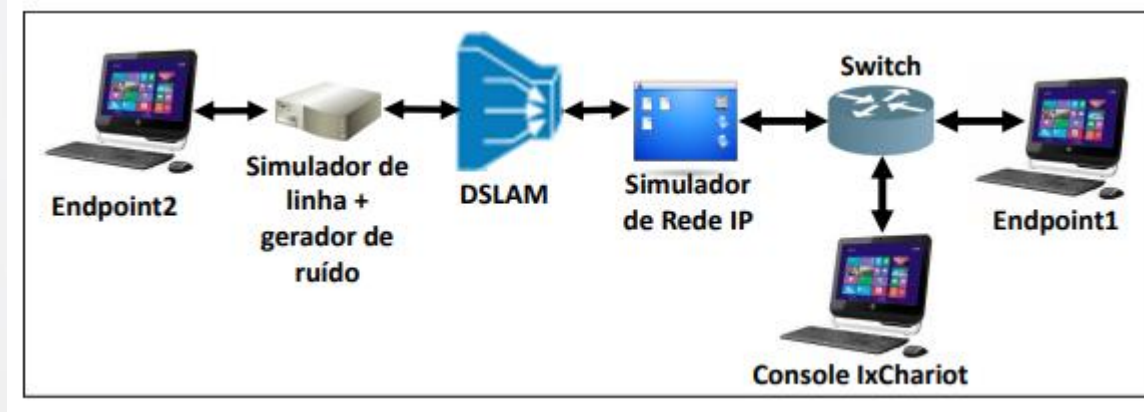 Endpoint2
Simulador de
linha +
gerador de
ruído
DSLAM
Simulador
de Rede IP
Switch
Endpoint1
Console IxChariot